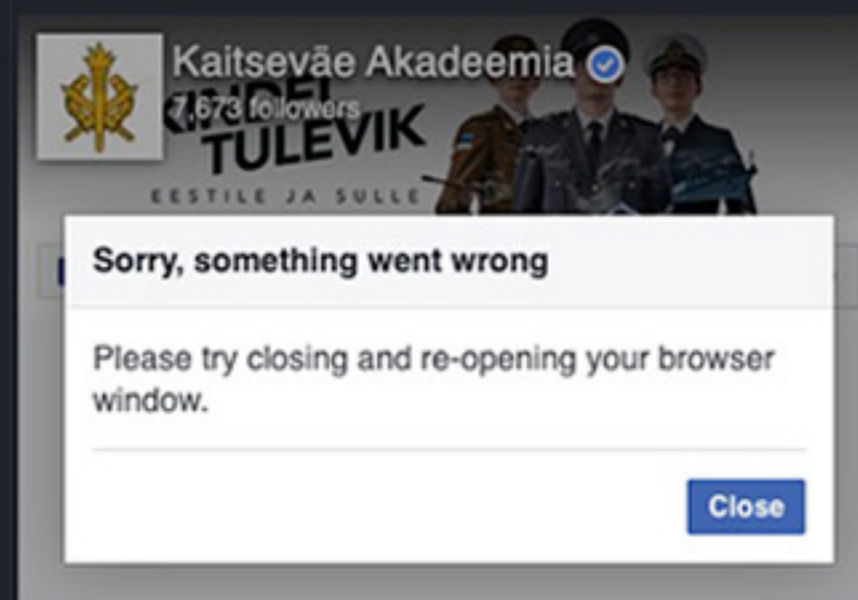 Kaitseväe Akadeemia
7,673 followers
KINDEL
TULEVIK
EESTILE JA SULLE
Sorry, something went wrong
Please try closing and re-opening your browser
window.
Close